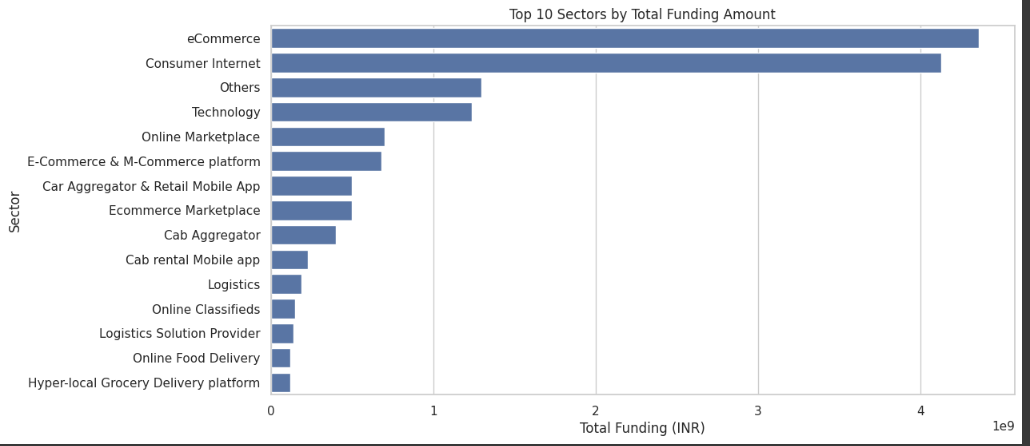 Top 10 Sectors by Total Funding Amount
Sector
eCommerce
Consumer Internet
Others
Technology
Online Marketplace
E-Commerce & M-Commerce platform
Car Aggregator & Retail Mobile App
Ecommerce Marketplace
Cab Aggregator
Cab rental Mobile app
Logistics
Online Classifieds
Logistics Solution Provider
Online Food Delivery
Hyper-local Grocery Delivery platform
0 1 2 3 4
1e9
Total Funding (INR)